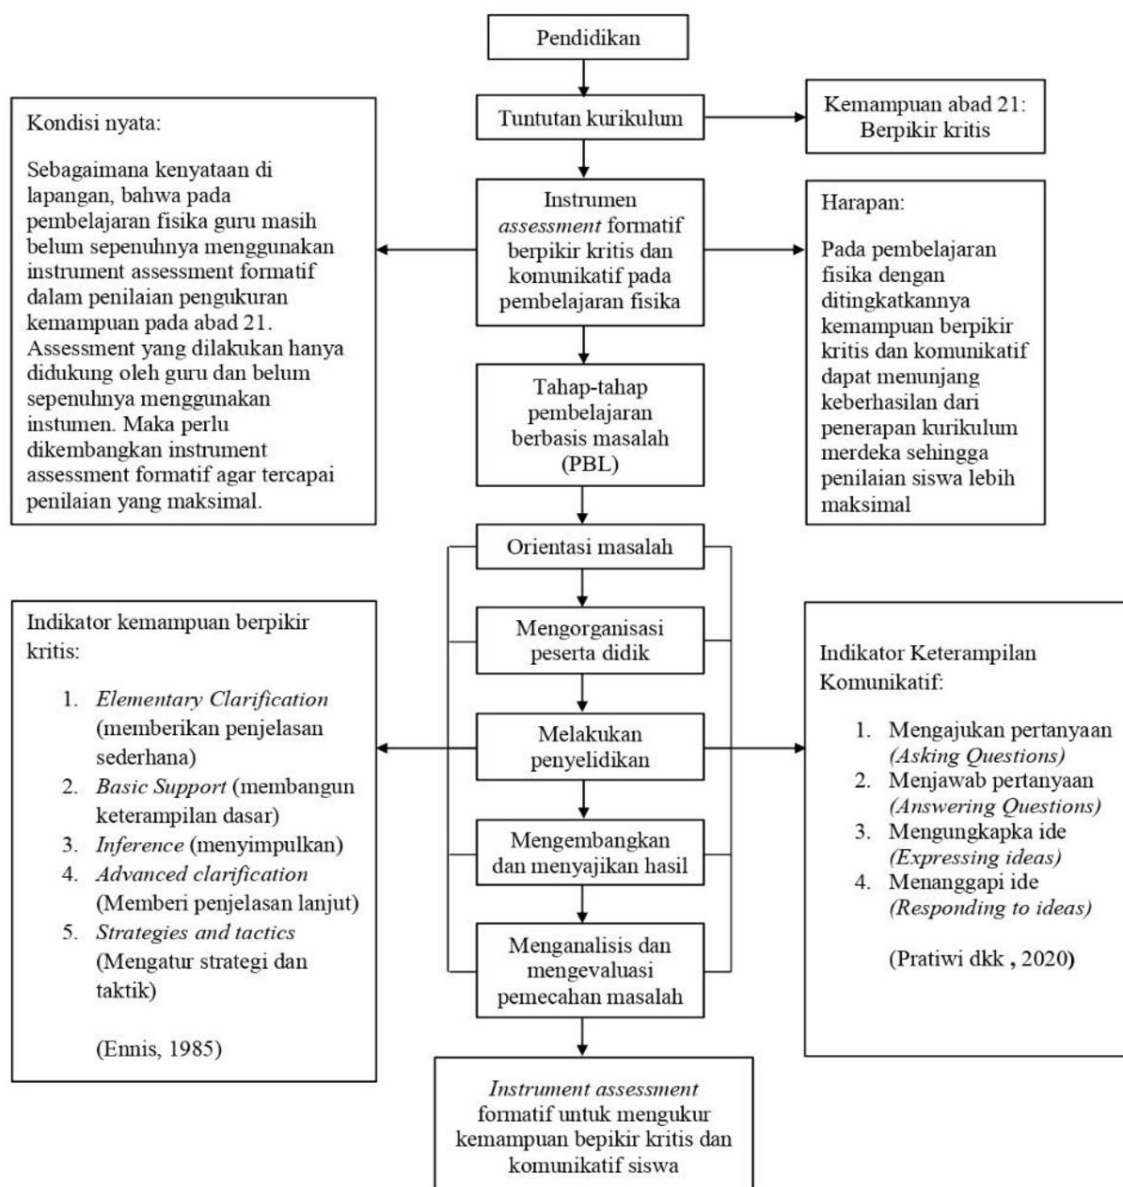 Pendidikan
Tuntutan kurikulum
Kemampuan abad 21:
Berpikir kritis
Kondisi nyata:
Sebagaimana kenyataan di
lapangan, bahwa pada
pembelajaran fisika guru masih
belum sepenuhnya menggunakan
instrument assessment formatif
dalam penilaian pengukuran
kemampuan pada abad 21.
Assessment yang dilakukan hanya
didukung oleh guru dan belum
sepenuhnya menggunakan
instumen. Maka perlu
dikembangkan instrument
assessment formatif agar tercapai
penilaian yang maksimal.
Instrumen
assessment formatif
berpikir kritis dan
komunikatif pada
pembelajaran fisika
Harapan:
Pada pembelajaran
fisika dengan
ditingkatkannya
kemampuan berpikir
kritis dan komunikatif
dapat menunjang
keberhasilan dari
penerapan kurikulum
merdeka sehingga
penilaian siswa lebih
maksimal
Tahap-tahap
pembelajaran
berbasis masalah
(PBL)
Orientasi masalah
Mengorganisasi
peserta didik
Melakukan
penyelidikan
Mengembangkan
dan menyajikan hasil
Menganalisis dan
mengevaluasi
pemecahan masalah
Indikator kemampuan berpikir
kritis:
1. Elementary Clarification
(memberikan penjelasan
sederhana)
2. Basic Support (membangun
keterampilan dasar)
3. Inference (menyimpulkan)
4. Advanced clarification
(Memberi penjelasan lanjut)
5. Strategies and tactics
(Mengatur strategi dan
taktik)
(Ennis, 1985)
Indikator Keterampilan
Komunikatif:
1. Mengajukan pertanyaan
(Asking Questions)
2. Menjawab pertanyaan
(Answering Questions)
3. Mengungkapka ide
(Expressing ideas)
4. Menanggapi ide
(Responding to ideas)
(Pratiwi dkk , 2020)
Instrument assessment
formatif untuk mengukur
kemampuan bepikir kritis dan
komunikatif siswa